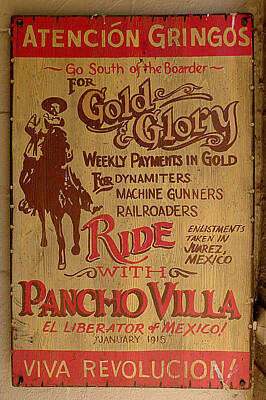 ATENCIÓN GRINGOS
~ Go South of the Boarder ~
FOR
Gold
& Glory
WEEKLY PAYMENTS IN GOLD
FOR DYNAMITERS
MACHINE GUNNERS
RAILROADERS
RIDE
ENLISTMENTS
TAKEN IN
JUAREZ,
MEXICO
WITH
PANCHO VILLA
EL LIBERATOR of MEXICO!
JANUARY 1915
VIVA REVOLUCION!